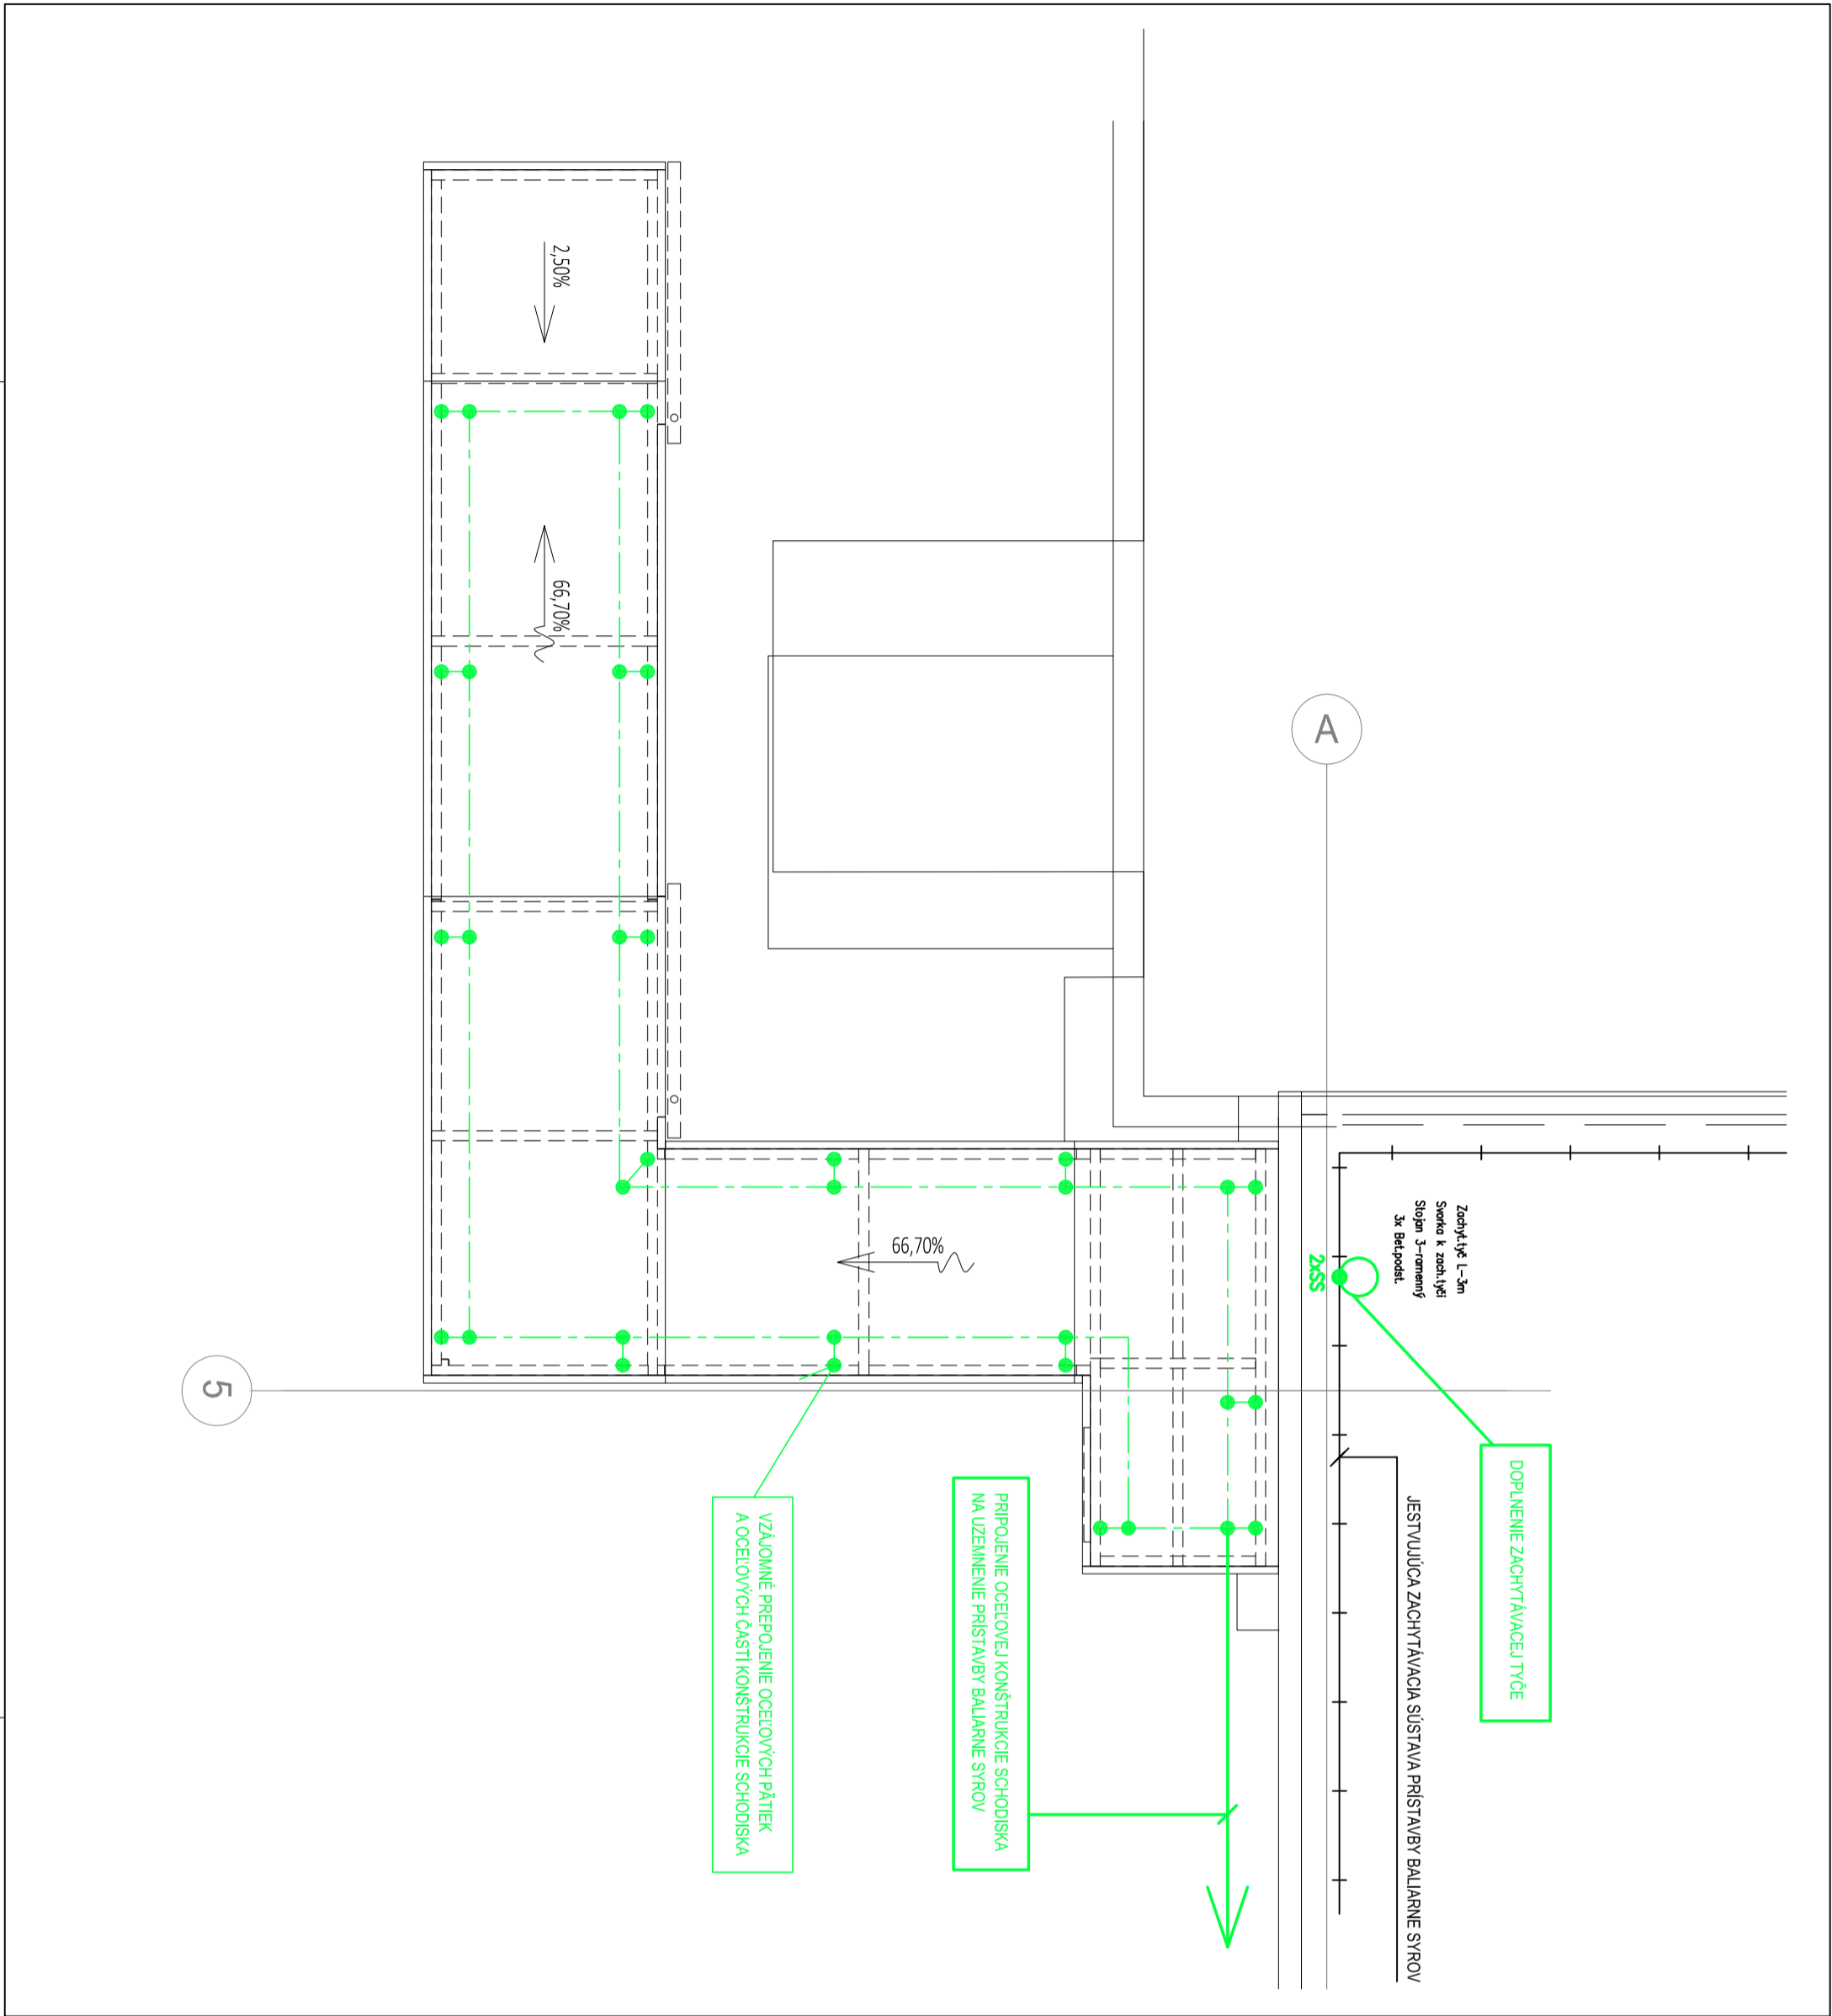 A
5
2,50%
66,70%
66,70%
Zachyt.tyč L-3m
Svorka k zach.tyči
Stojan 3-ramenný
3x Bet.podst.
2xSS
DOPLNENIE ZACHYTÁVACEJ TYČE
JESTVUJÚCA ZACHYTÁVACIA SÚSTAVA PRÍSTAVBY BALIARNE SYROV
PRIPOJENIE OCEĽOVEJ KONŠTRUKCIE SCHODISKA
NA UZEMNENIE PRÍSTAVBY BALIARNE SYROV
VZÁJOMNÉ PREPOJENIE OCEĽOVÝCH PÄTIEK
A OCEĽOVÝCH ČASTÍ KONŠTRUKCIE SCHODISKA